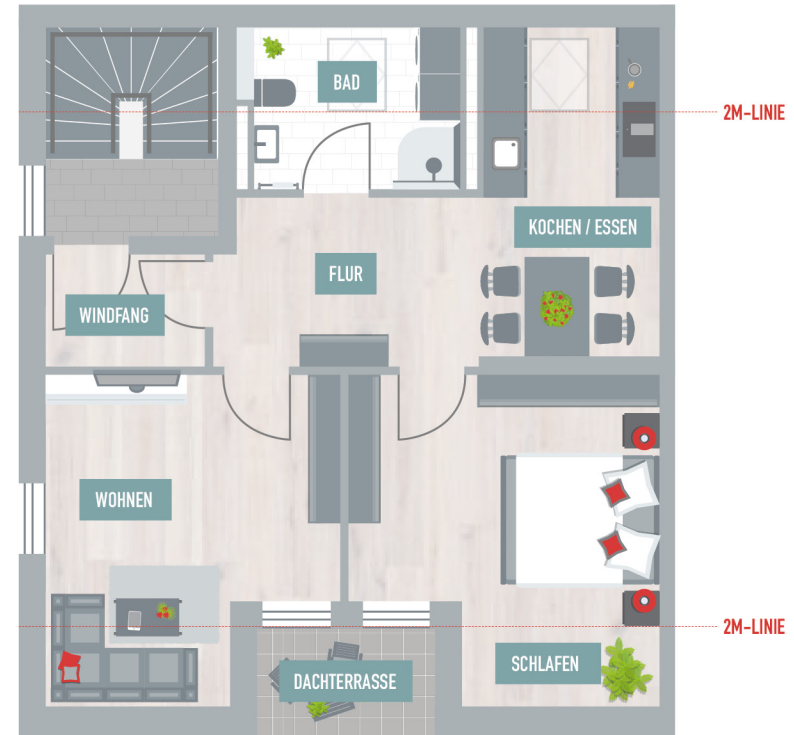 BAD
2M-LINIE
KOCHEN / ESSEN
FLUR
WINDFANG
WOHNEN
2M-LINIE
SCHLAFEN
DACHTERRASSE